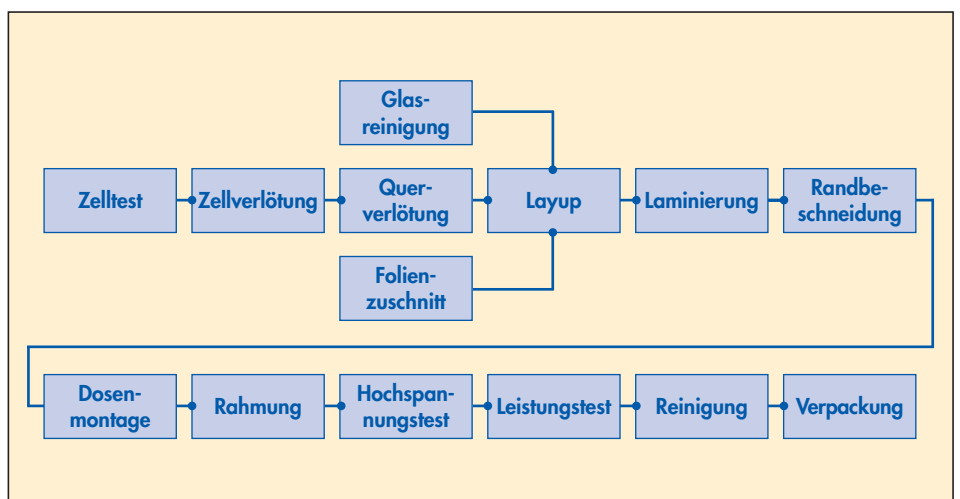 Glas-
reinigung
Zelltest
Zellverlötung
Quer-
verlötung
Layup
Laminierung
Randbe-
schneidung
Folien-
zuschnitt
Dosen-
montage
Rahmung
Hochspan-
nungstest
Leistungstest
Reinigung
Verpackung